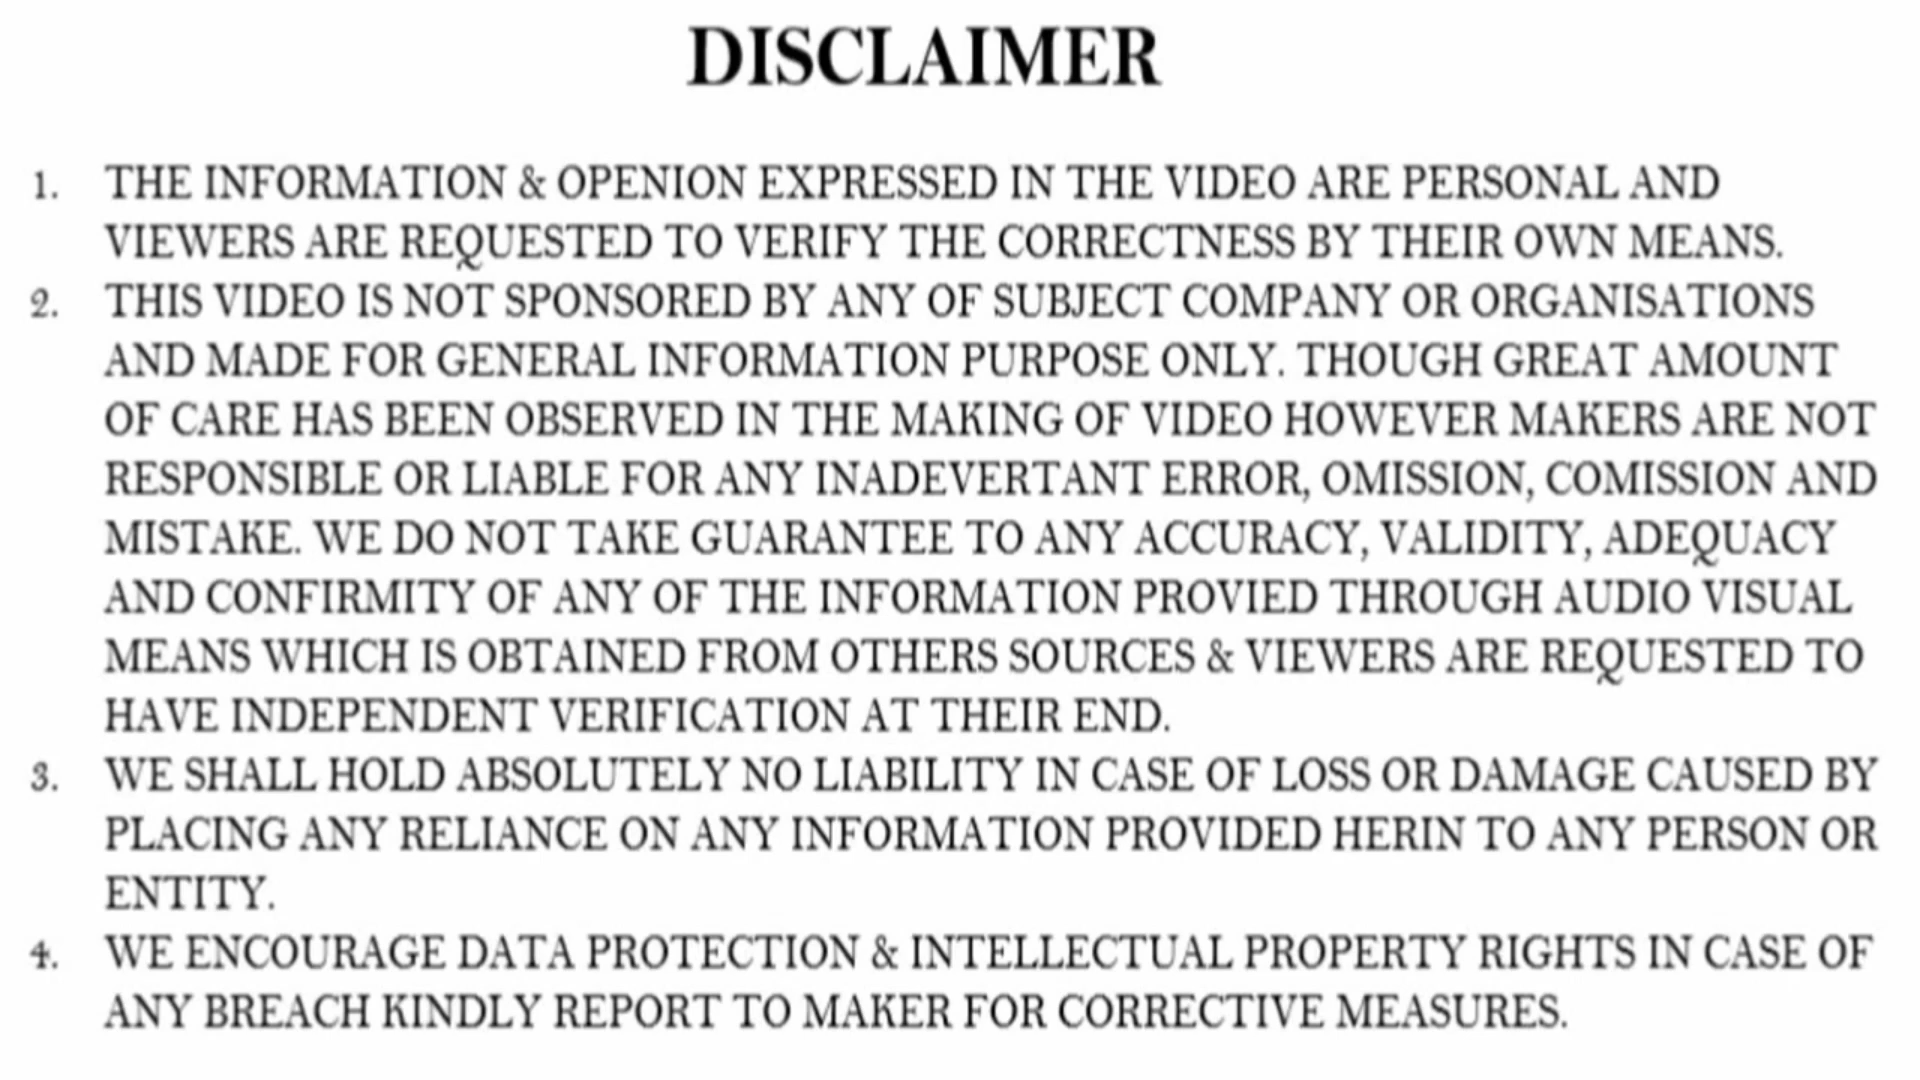 DISCLAIMER
1. THE INFORMATION & OPENION EXPRESSED IN THE VIDEO ARE PERSONAL AND
VIEWERS ARE REQUESTED TO VERIFY THE CORRECTNESS BY THEIR OWN MEANS.
2. THIS VIDEO IS NOT SPONSORED BY ANY OF SUBJECT COMPANY OR ORGANISATIONS
AND MADE FOR GENERAL INFORMATION PURPOSE ONLY. THOUGH GREAT AMOUNT
OF CARE HAS BEEN OBSERVED IN THE MAKING OF VIDEO HOWEVER MAKERS ARE NOT
RESPONSIBLE OR LIABLE FOR ANY INADEVERTANT ERROR, OMISSION, COMISSION AND
MISTAKE. WE DO NOT TAKE GUARANTEE TO ANY ACCURACY, VALIDITY, ADEQUACY
AND CONFIRMITY OF ANY OF THE INFORMATION PROVIED THROUGH AUDIO VISUAL
MEANS WHICH IS OBTAINED FROM OTHERS SOURCES & VIEWERS ARE REQUESTED TO
HAVE INDEPENDENT VERIFICATION AT THEIR END.
3. WE SHALL HOLD ABSOLUTELY NO LIABILITY IN CASE OF LOSS OR DAMAGE CAUSED BY
PLACING ANY RELIANCE ON ANY INFORMATION PROVIDED HERIN TO ANY PERSON OR
ENTITY.
4. WE ENCOURAGE DATA PROTECTION & INTELLECTUAL PROPERTY RIGHTS IN CASE OF
ANY BREACH KINDLY REPORT TO MAKER FOR CORRECTIVE MEASURES.